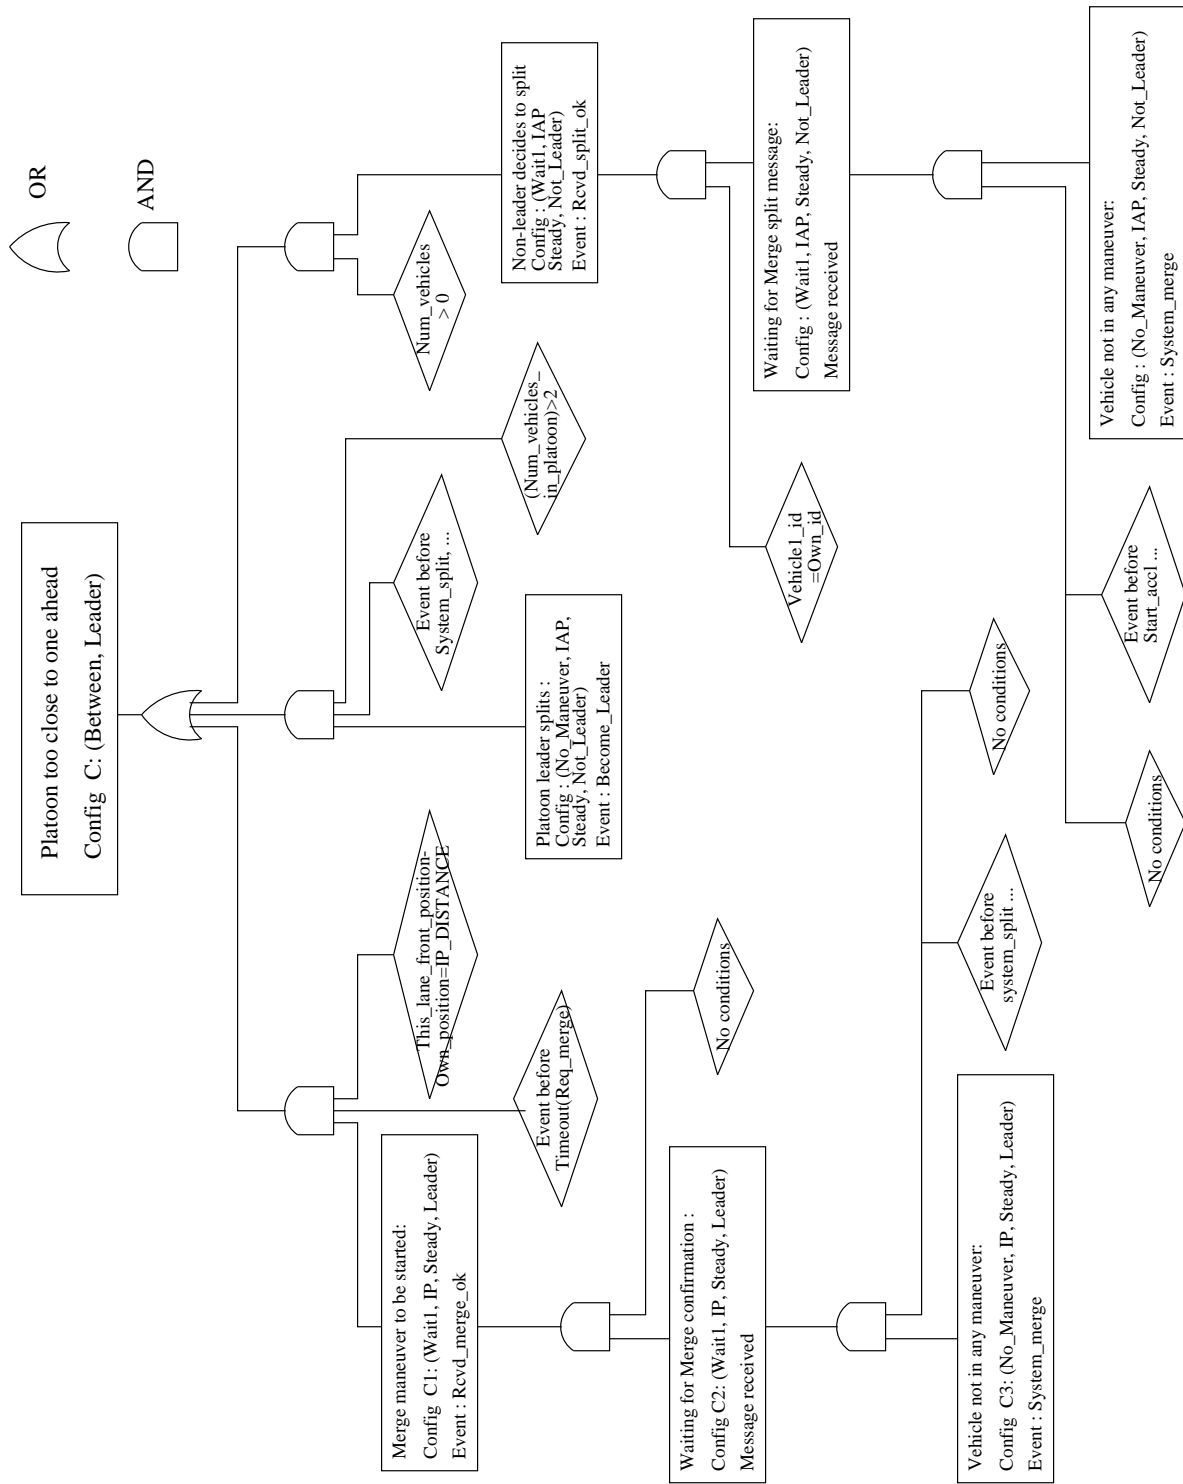 OR
AND
Platoon too close to one ahead
Config C: (Between, Leader)
This_lane_front_position-
Own_position=IP_DISTANCE
Event before
Timeout(Req_merge)
Merge maneuver to be started:
Config C1: (Wait1, IP, Steady, Leader)
Event : Rcvd_merge_ok
No conditions
Waiting for Merge confirmation :
Config C2: (Wait1, IP, Steady, Leader)
Message received
Vehicle not in any maneuver:
Config C3: (No_Maneuver, IP, Steady, Leader)
Event : System_merge
Event before
system_split ...
No conditions
Platoon leader splits :
Config : (No_Maneuver, IAP,
Steady, Not_Leader)
Event : Become_Leader
Event before
System_split, ...
(Num_vehicles_
in_platoon)>2
Num_vehicles
> 0
Non-leader decides to split
Config : (Wait1, IAP
Steady, Not_Leader)
Event : Rcvd_split_ok
Vehicle1_id
=Own_id
Waiting for Merge split message:
Config : (Wait1, IAP, Steady, Not_Leader)
Message received
No conditions
Event before
Start_accl ...
Vehicle not in any maneuver:
Config : (No_Maneuver, IAP, Steady, Not_Leader)
Event : System_merge